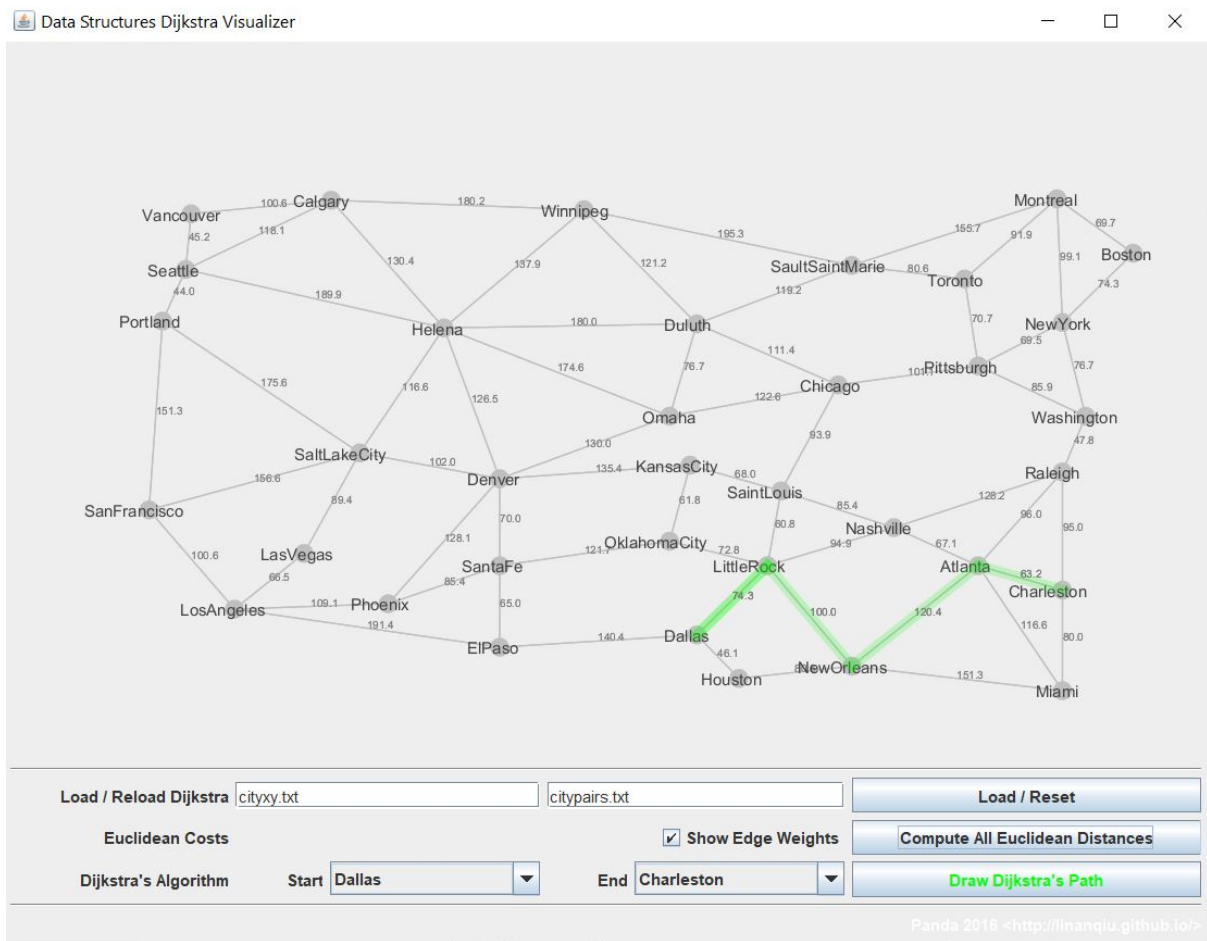 Data Structures Dijkstra Visualizer
Vancouver
100.6
Calgary
180.2
Winnipeg
Montreal
69.7
45.2
118.1
195.3
155.7
91.9
Seattle
130.4
137.9
121.2
SaultSaintMarie
80.6
Toronto
99.1
Boston
44.0
189.9
119.2
74.3
Portland
Helena
180.0
Duluth
70.7
NewYork
69.5
175.6
116.6
174.6
76.7
111.4
Chicago
Pittsburgh
76.7
151.3
126.5
122.6
85.9
Omaha
Washington
93.9
47.8
SaltLakeCity
102.0
130.0
135.4
KansasCity
68.0
Raleigh
156.6
89.4
Denver
SaintLouis
128.2
SanFrancisco
70.0
61.8
60.8
85.4
Nashville
96.0
95.0
100.6
LasVegas
128.1
OklahomaCity
72.8
94.9
67.1
66.5
SantaFe
LittleRock
Atlanta
63.2
LosAngeles
109.1
Phoenix
85.4
65.0
74.3
100.0
120.4
Charleston
191.4
116.6
80.0
ElPaso
140.4
Dallas
46.1
Houston
NewOrleans
151.3
Miami
Load / Reload Dijkstra cityxy.txt citypairs.txt Load / Reset
Euclidean Costs Show Edge Weights Compute All Euclidean Distances
Dijkstra's Algorithm Start Dallas End Charleston Draw Dijkstra's Path
Panda 2016 <http://linanqiu.github.io/>